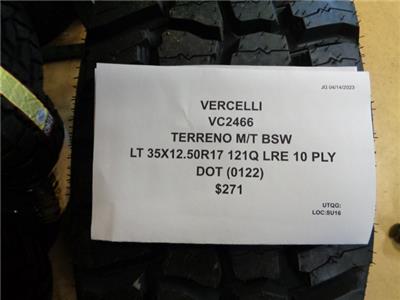 JG 04/14/2023
VERCELLI
VC2466
TERRENO M/T BSW
LT 35X12.50R17 121Q LRE 10 PLY
DOT (0122)
$271
UTQG:
LOC:SU16